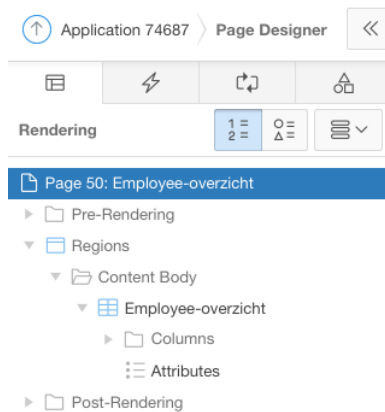 Application 74687 Page Designer
Rendering
Page 50: Employee-overzicht
Pre-Rendering
Regions
Content Body
Employee-overzicht
Columns
Attributes
Post-Rendering